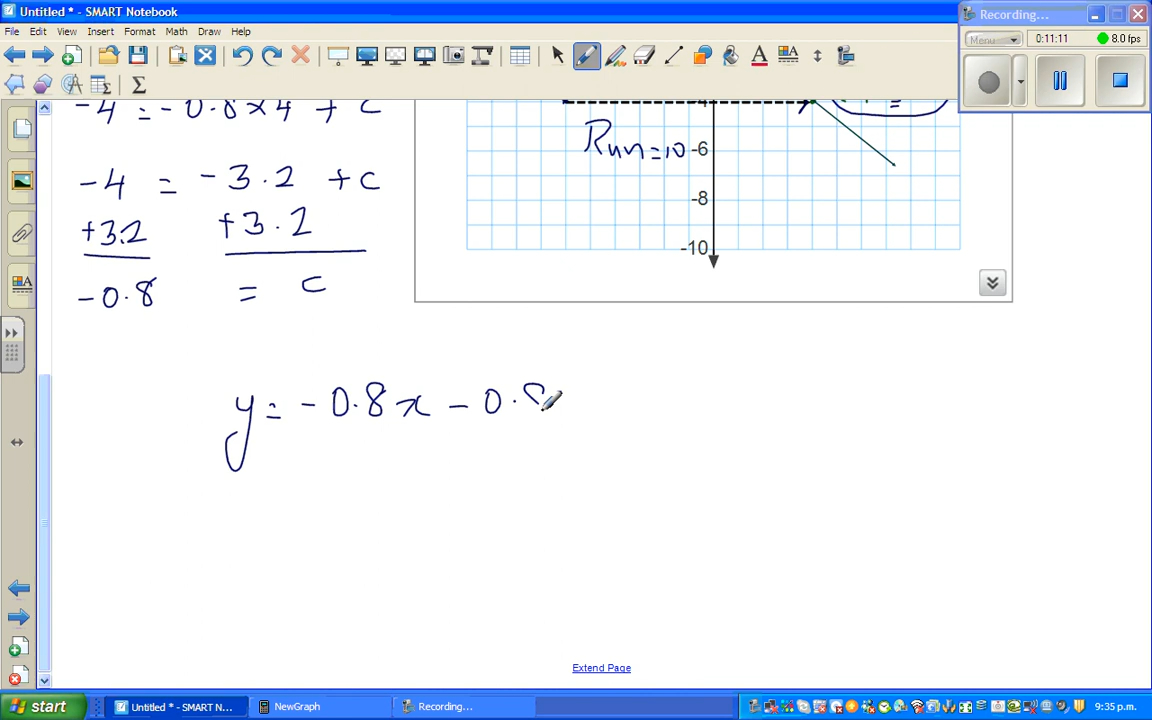 Untitled * - SMART Notebook
Recording...
File Edit View Insert Format Math Draw Help
Menu
0:11:11
8.0 fps
-4 = -0.8×4 + c
-4 = -3.2 + c
+3.2 +3.2
-0.8 = c
Run=10
-6
-8
-10
y = -0.8x - 0.8
Extend Page
start
Untitled * - SMART N...
NewGraph
Recording...
9:35 p.m.